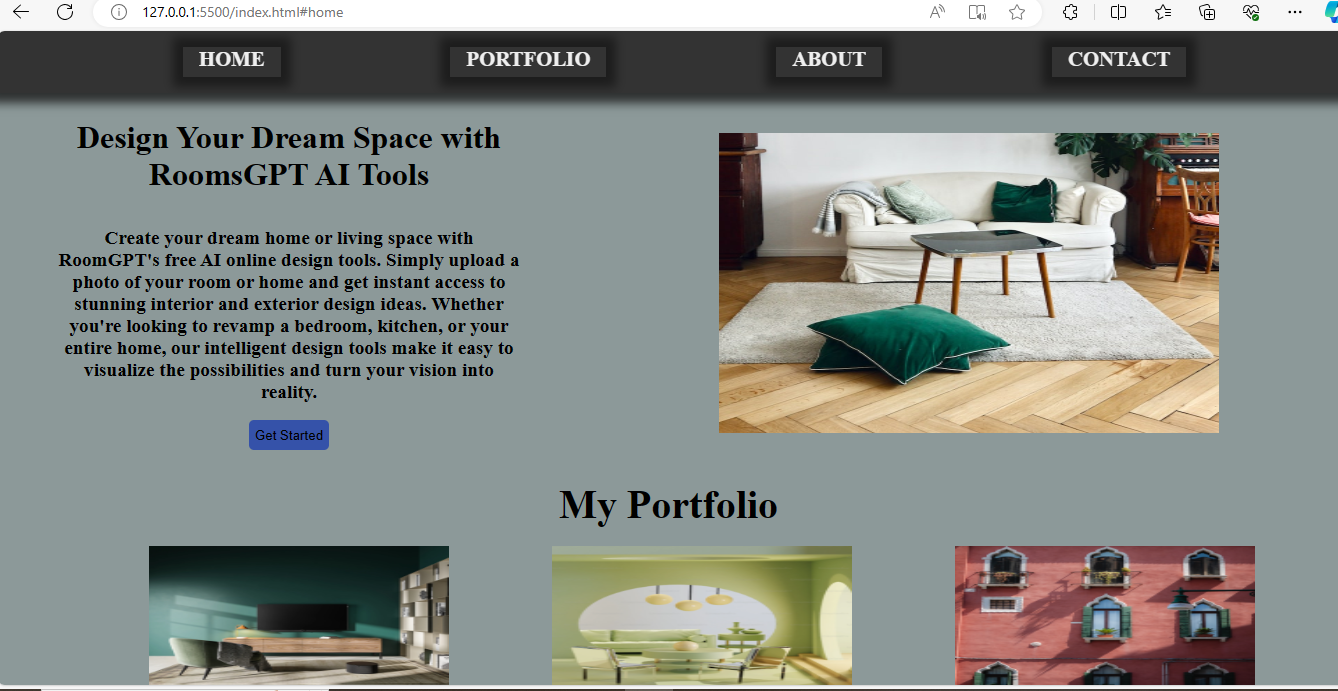 127.0.0.1:5500/index.html#home
HOME PORTFOLIO ABOUT CONTACT
Design Your Dream Space with
RoomsGPT AI Tools
Create your dream home or living space with
RoomGPT's free AI online design tools. Simply upload a
photo of your room or home and get instant access to
stunning interior and exterior design ideas. Whether
you're looking to revamp a bedroom, kitchen, or your
entire home, our intelligent design tools make it easy to
visualize the possibilities and turn your vision into
reality.
Get Started
My Portfolio